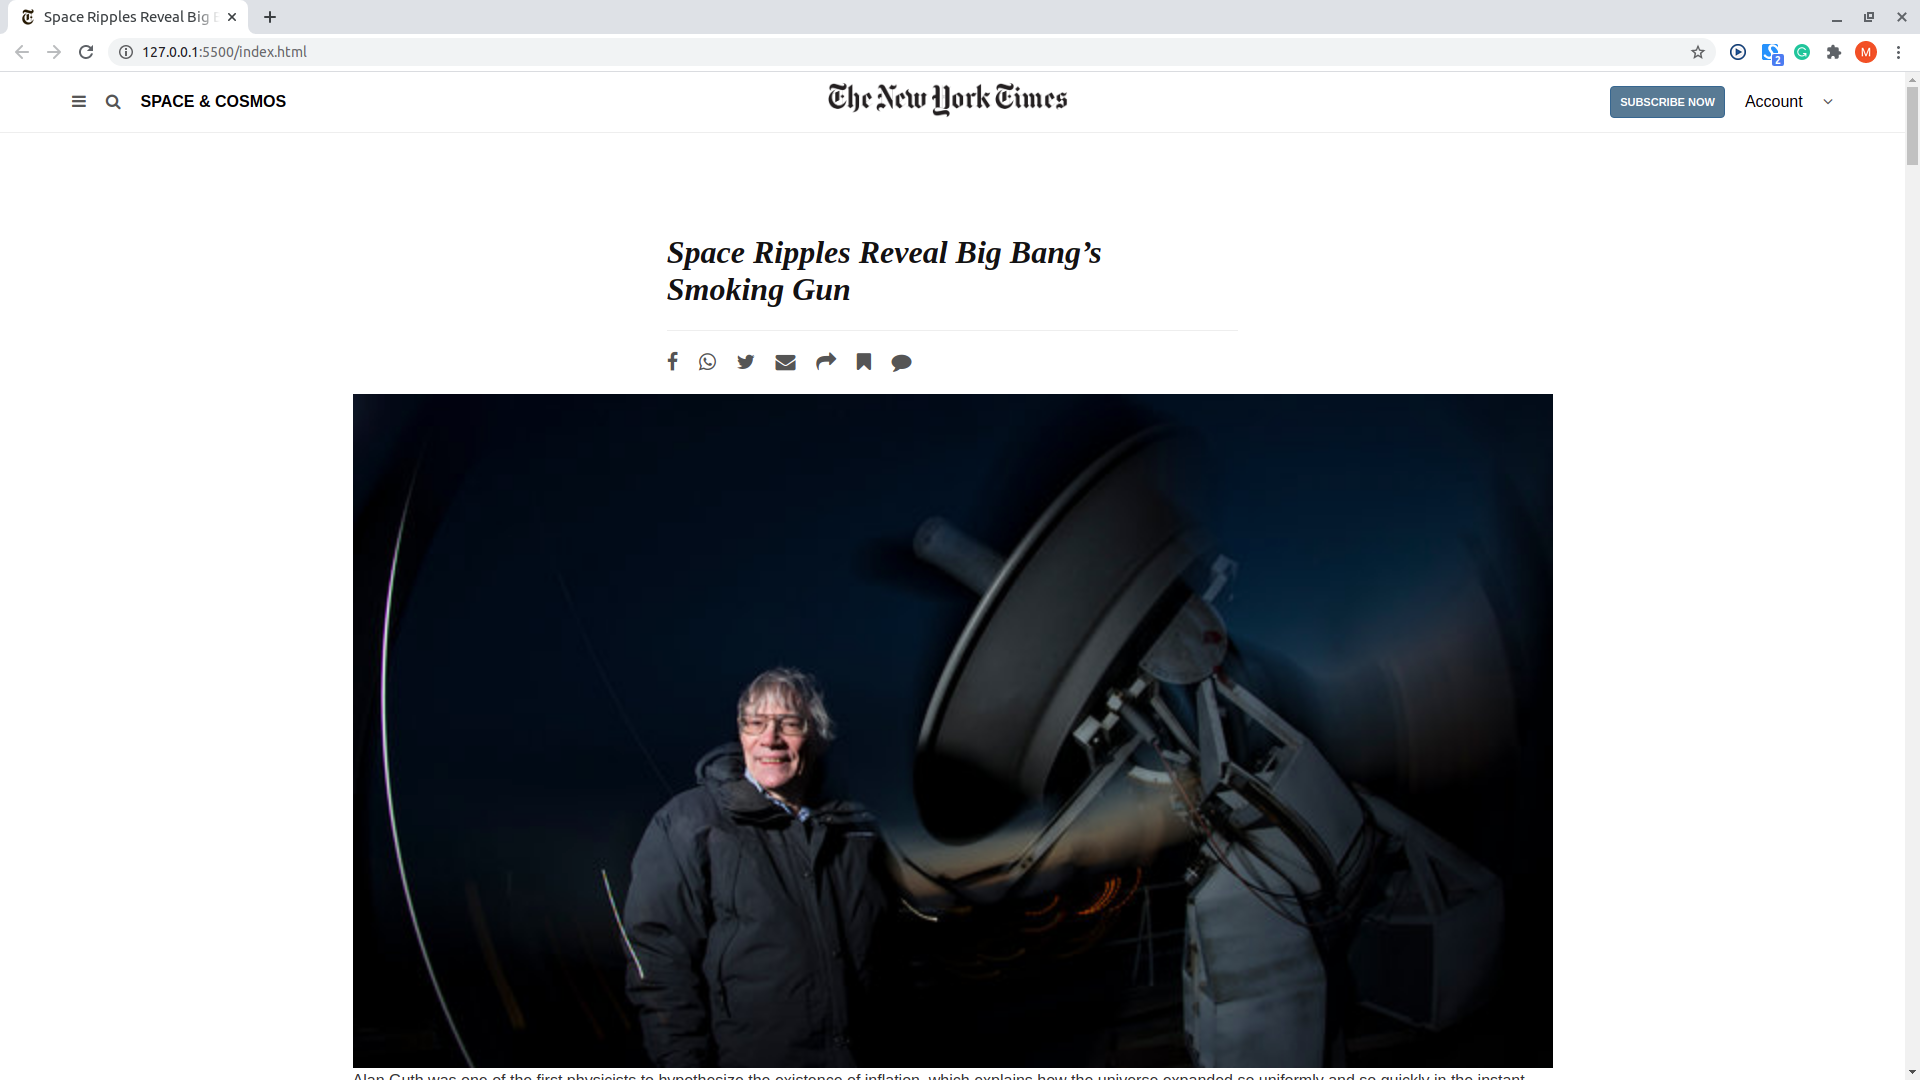 Space Ripples Reveal Big B
127.0.0.1:5500/index.html
2
M
SPACE & COSMOS
The New York Times
SUBSCRIBE NOW
Account
Space Ripples Reveal Big Bang’s
Smoking Gun
Alan Guth was one of the first physicists to hypothesize the existence of inflation, which explains how the universe expanded so uniformly and so quickly in the instant